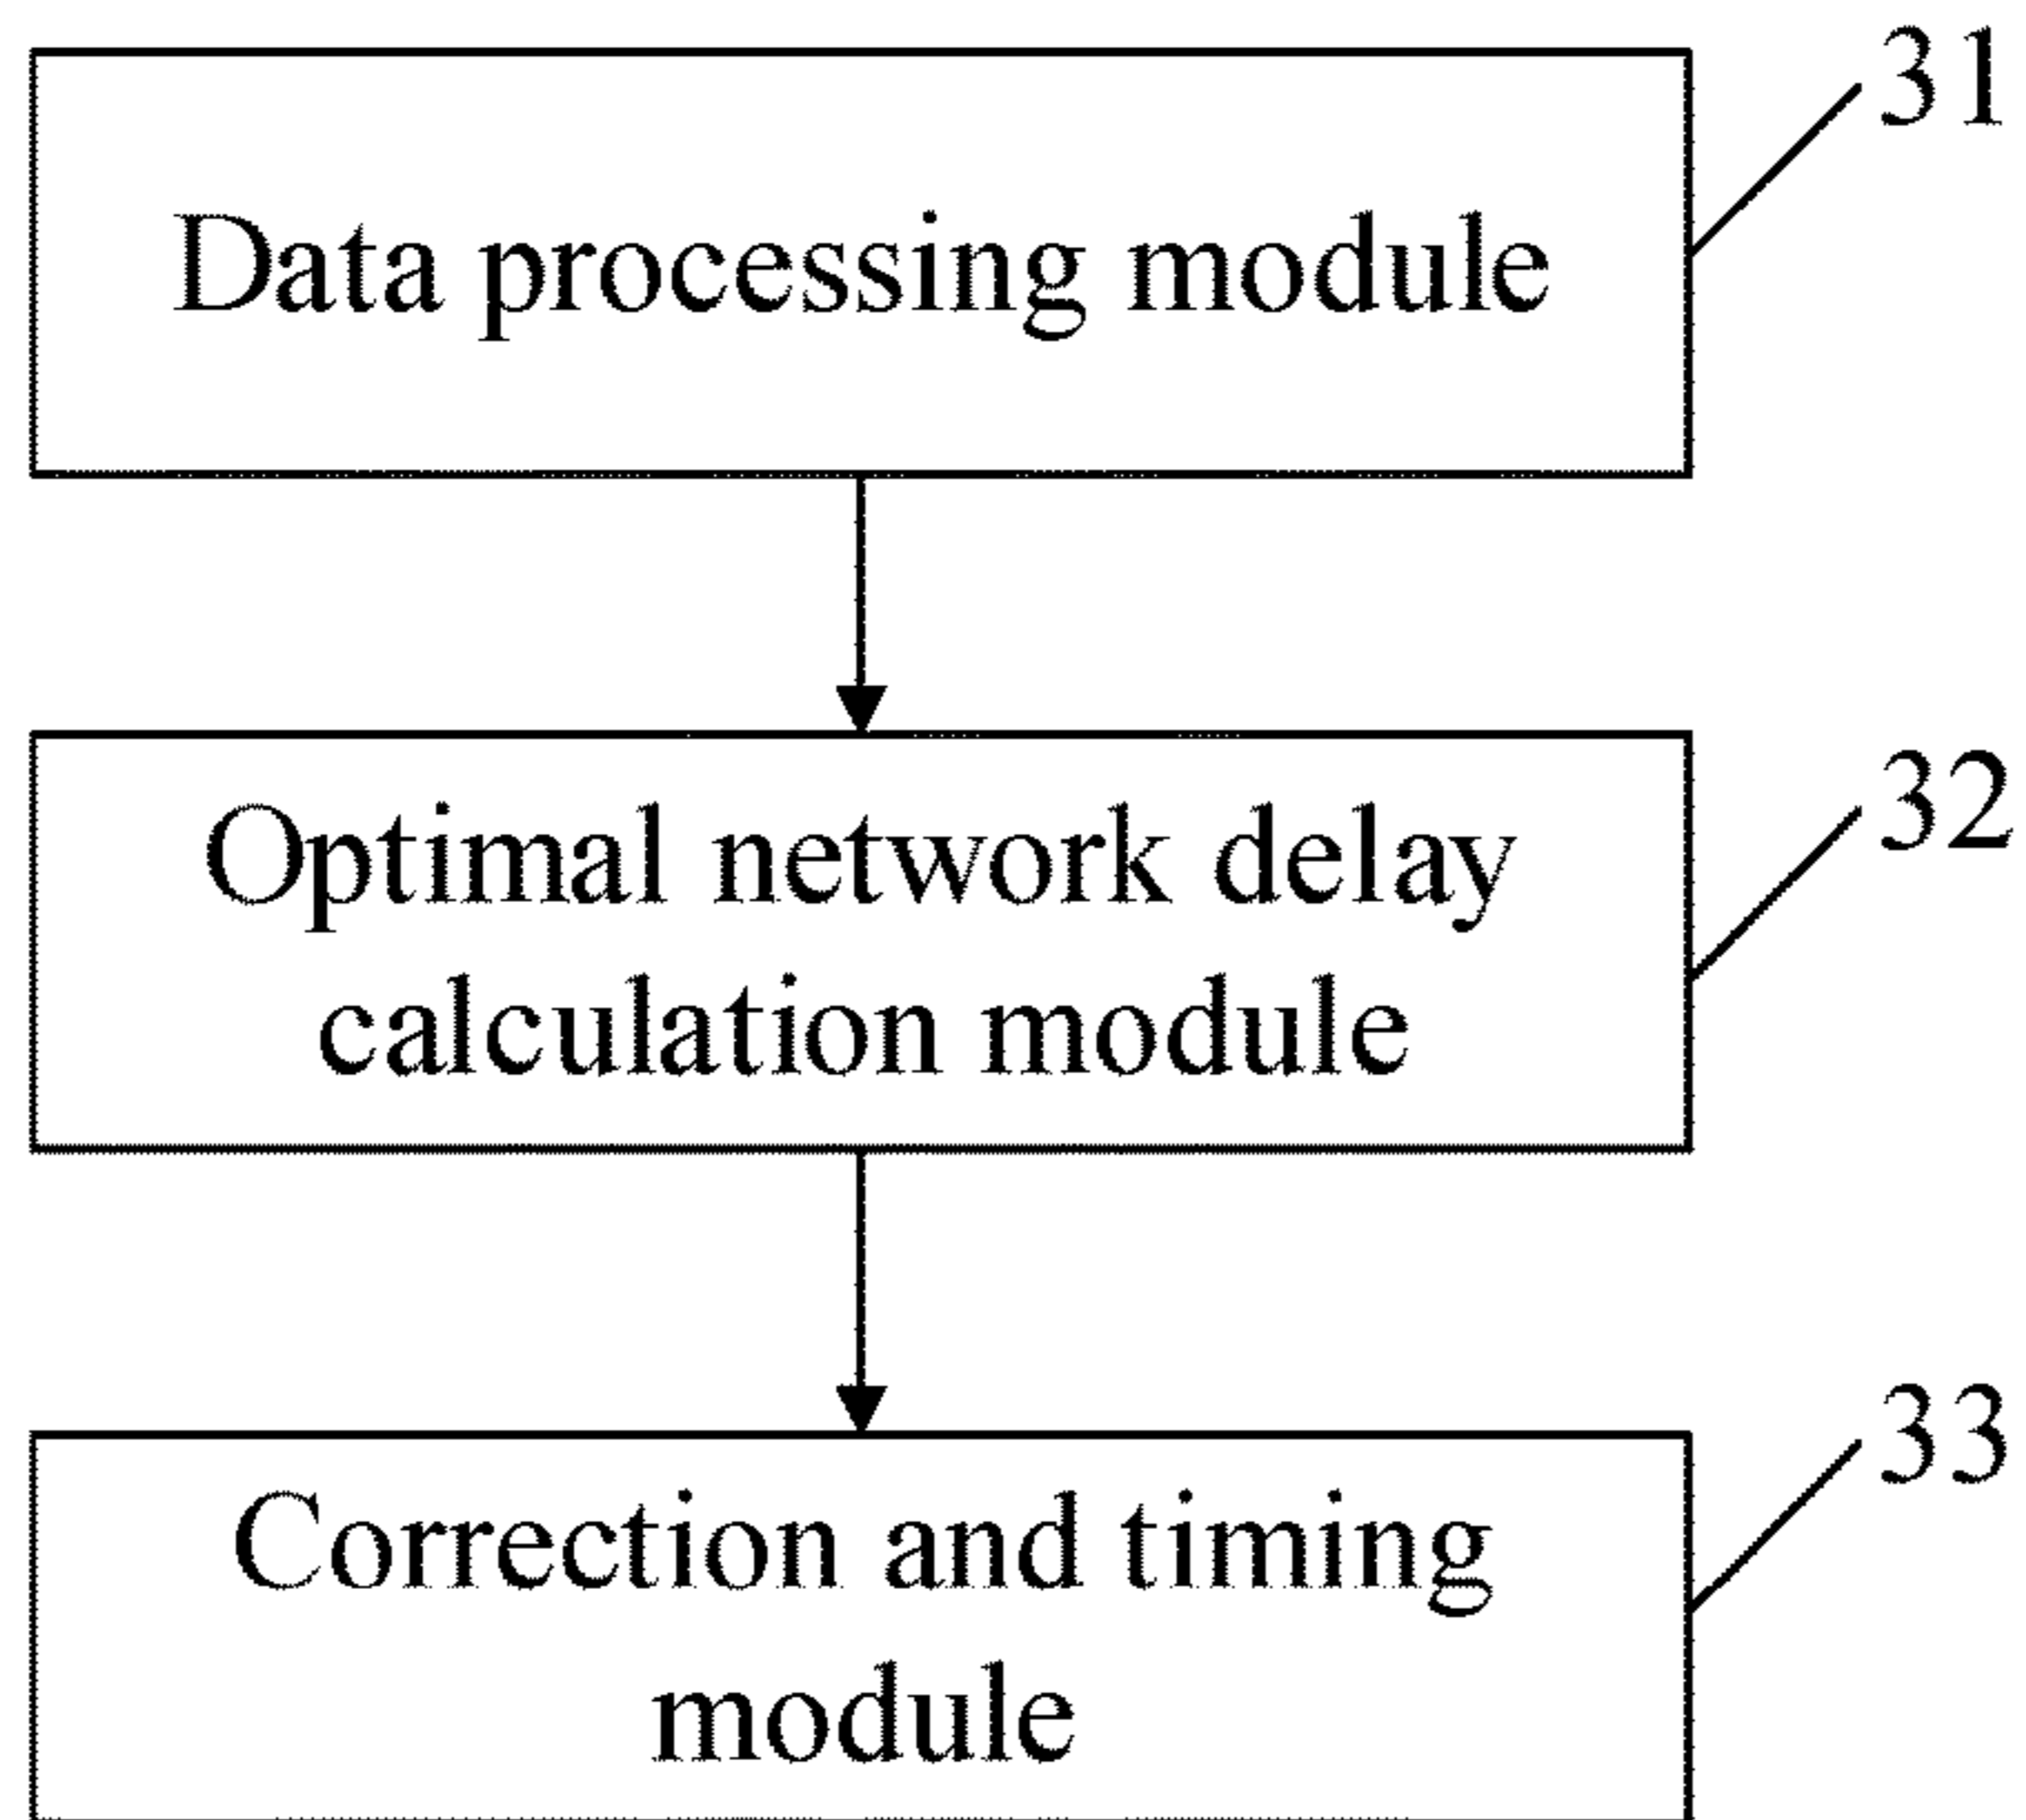 31
Data processing module
32
Optimal network delay
calculation module
33
Correction and timing
module